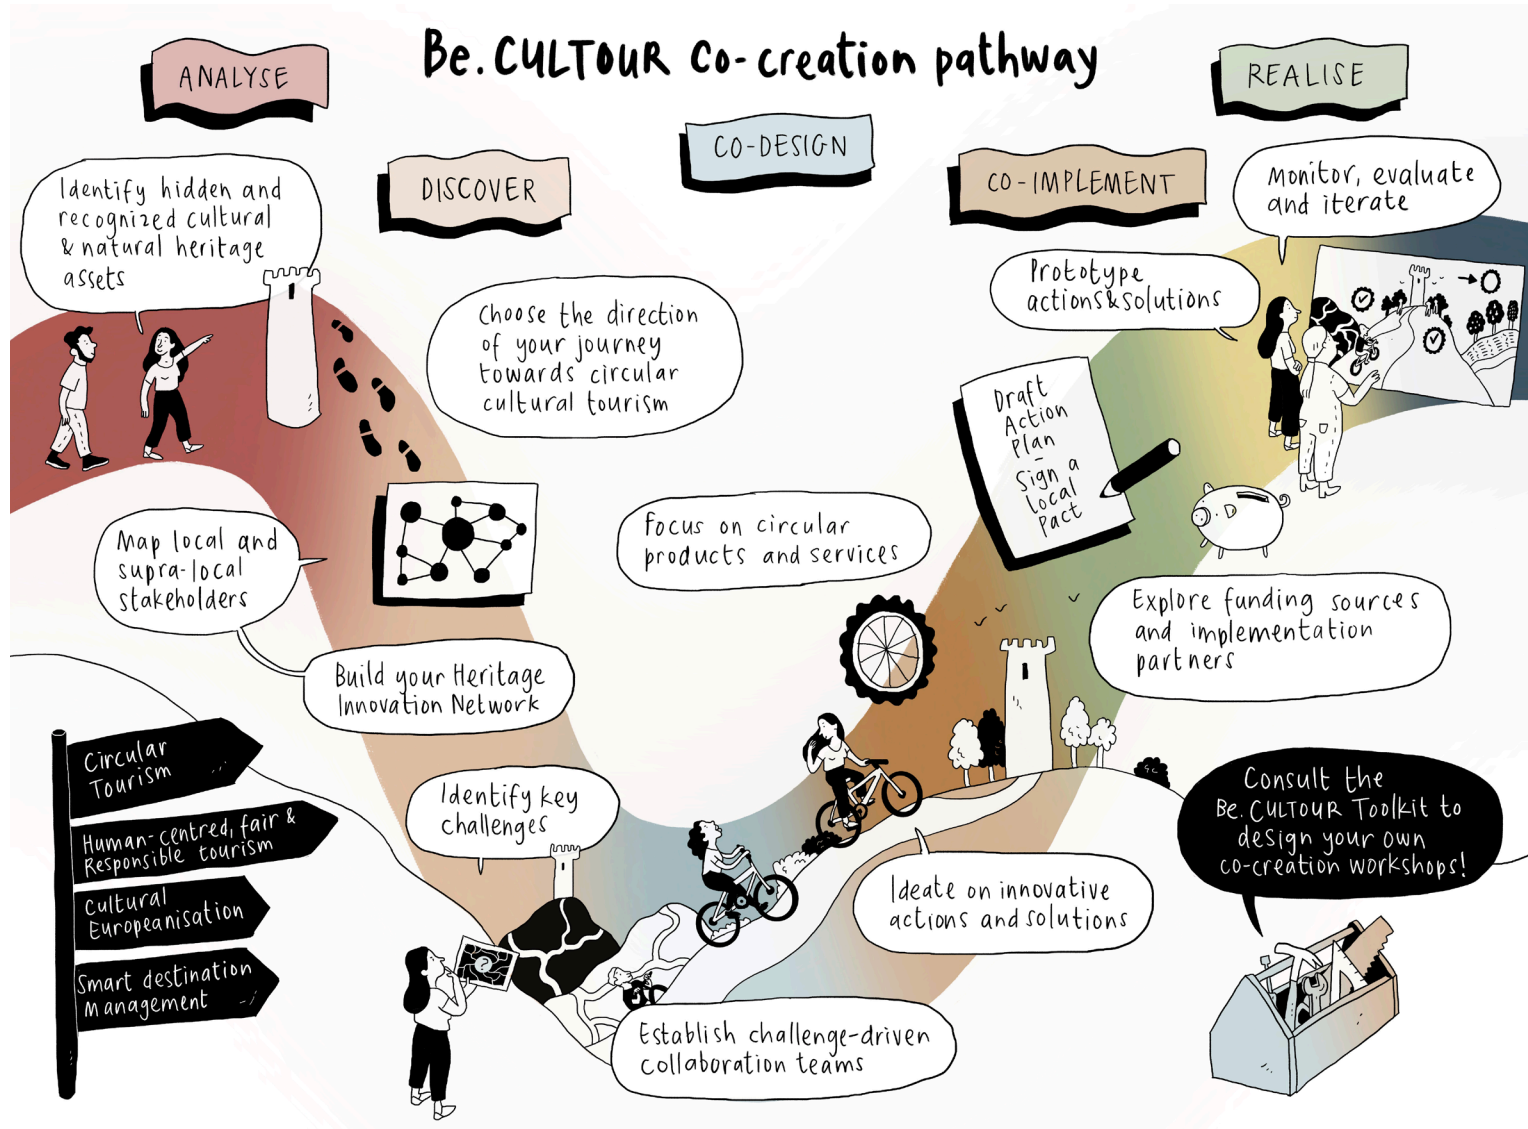 Be.CULTOUR Co-creation pathway
ANALYSE
DISCOVER
CO-DESIGN
CO-IMPLEMENT
REALISE
Identify hidden and
recognized cultural
& natural heritage
assets
Choose the direction
of your journey
towards circular
cultural tourism
Monitor, evaluate
and iterate
Prototype
actions&solutions
Draft
Action
Plan
-
Sign a
Local
Pact
Map local and
supra-local
stakeholders
Build your Heritage
Innovation Network
Focus on circular
products and services
Explore funding sources
and implementation
partners
Circular
Tourism
Human-centred, fair &
Responsible tourism
Cultural
Europeanisation
Smart destination
Management
Identify key
challenges
?
Ideate on innovative
actions and solutions
Establish challenge-driven
collaboration teams
Consult the
Be.CULTOUR Toolkit to
design your own
co-creation workshops!